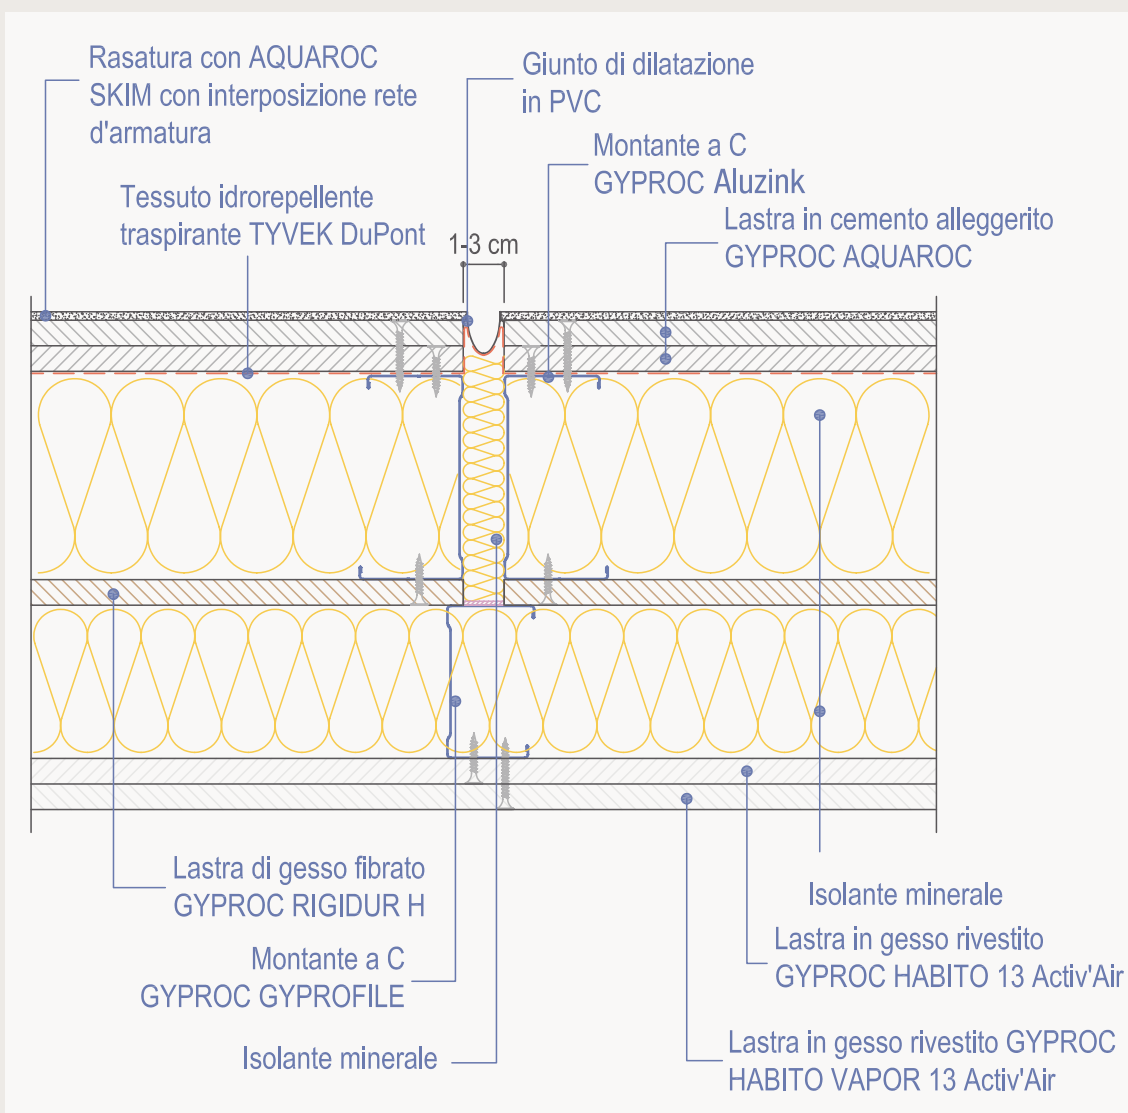 Rasatura con AQUAROC
SKIM con interposizione rete
d'armatura
Giunto di dilatazione
in PVC
Montante a C
GYPROC Aluzink
Tessuto idrorepellente
traspirante TYVEK DuPont
Lastra in cemento alleggerito
GYPROC AQUAROC
1-3 cm
Lastra di gesso fibrato
GYPROC RIGIDUR H
Isolante minerale
Lastra in gesso rivestito
GYPROC HABITO 13 Activ'Air
Montante a C
GYPROC GYPROFILE
Isolante minerale
Lastra in gesso rivestito GYPROC
HABITO VAPOR 13 Activ'Air